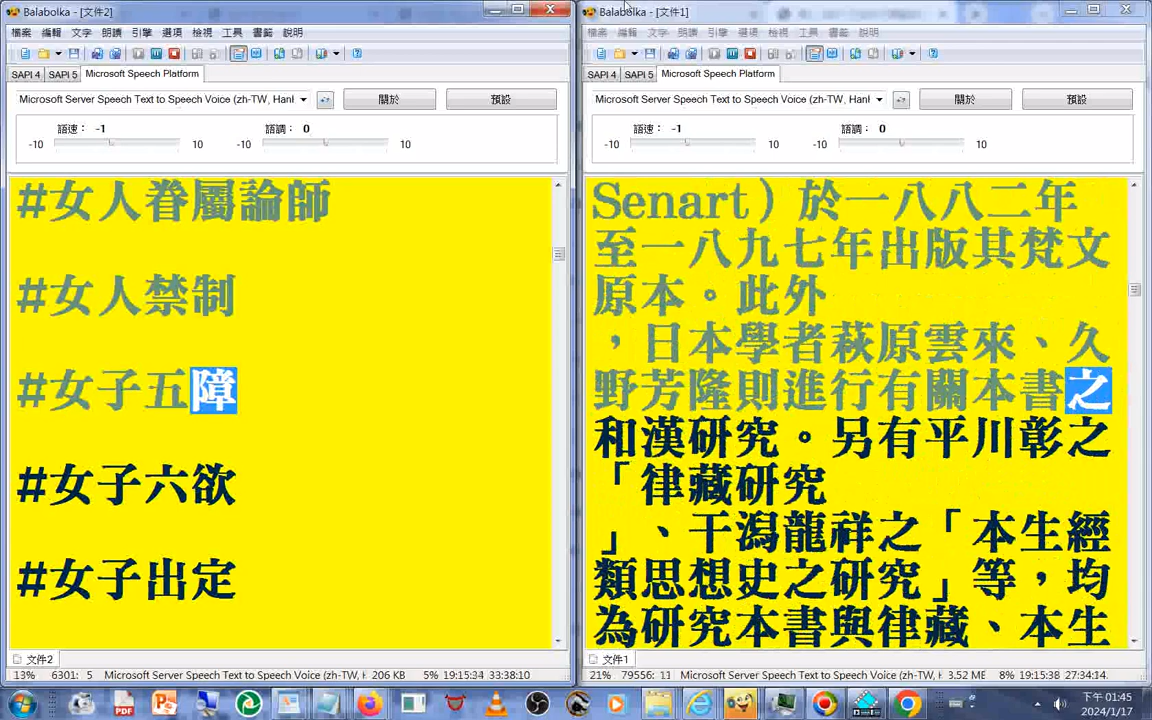 Balabolka - [文件2]
檔案 編輯 文字 朗讀 引擎 選項 檢視 工具 書籤 說明
SAPI 4 SAPI 5 Microsoft Speech Platform
Microsoft Server Speech Text to Speech Voice (zh-TW, Hanl
關於 預設
語速： -1 語調： 0
-10 10 -10 10
#女人眷屬論師
#女人禁制
#女子五障
#女子六欲
#女子出定
文件2
13% 6301: 5 Microsoft Server Speech Text to Speech Voice (zh-TW, H 206 KB 5% 19:15:34 33:38:10
Balabolka - [文件1]
檔案 編輯 文字 朗讀 引擎 選項 檢視 工具 書籤 說明
SAPI 4 SAPI 5 Microsoft Speech Platform
Microsoft Server Speech Text to Speech Voice (zh-TW, Hanl
關於 預設
語速： -1 語調： 0
-10 10 -10 10
Senart）於一八八二年
至一八九七年出版其梵文
原本。此外
，日本學者萩原雲來、久
野芳隆則進行有關本書之
和漢研究。另有平川彰之
「律藏研究
」、干潟龍祥之「本生經
類思想史之研究」等，均
為研究本書與律藏、本生
文件1
21% 79556: 11 Microsoft Server Speech Text to Speech Voice (zh-TW, H 3.52 ME 8% 19:15:38 27:34:14
下午 01:45
2024/1/17